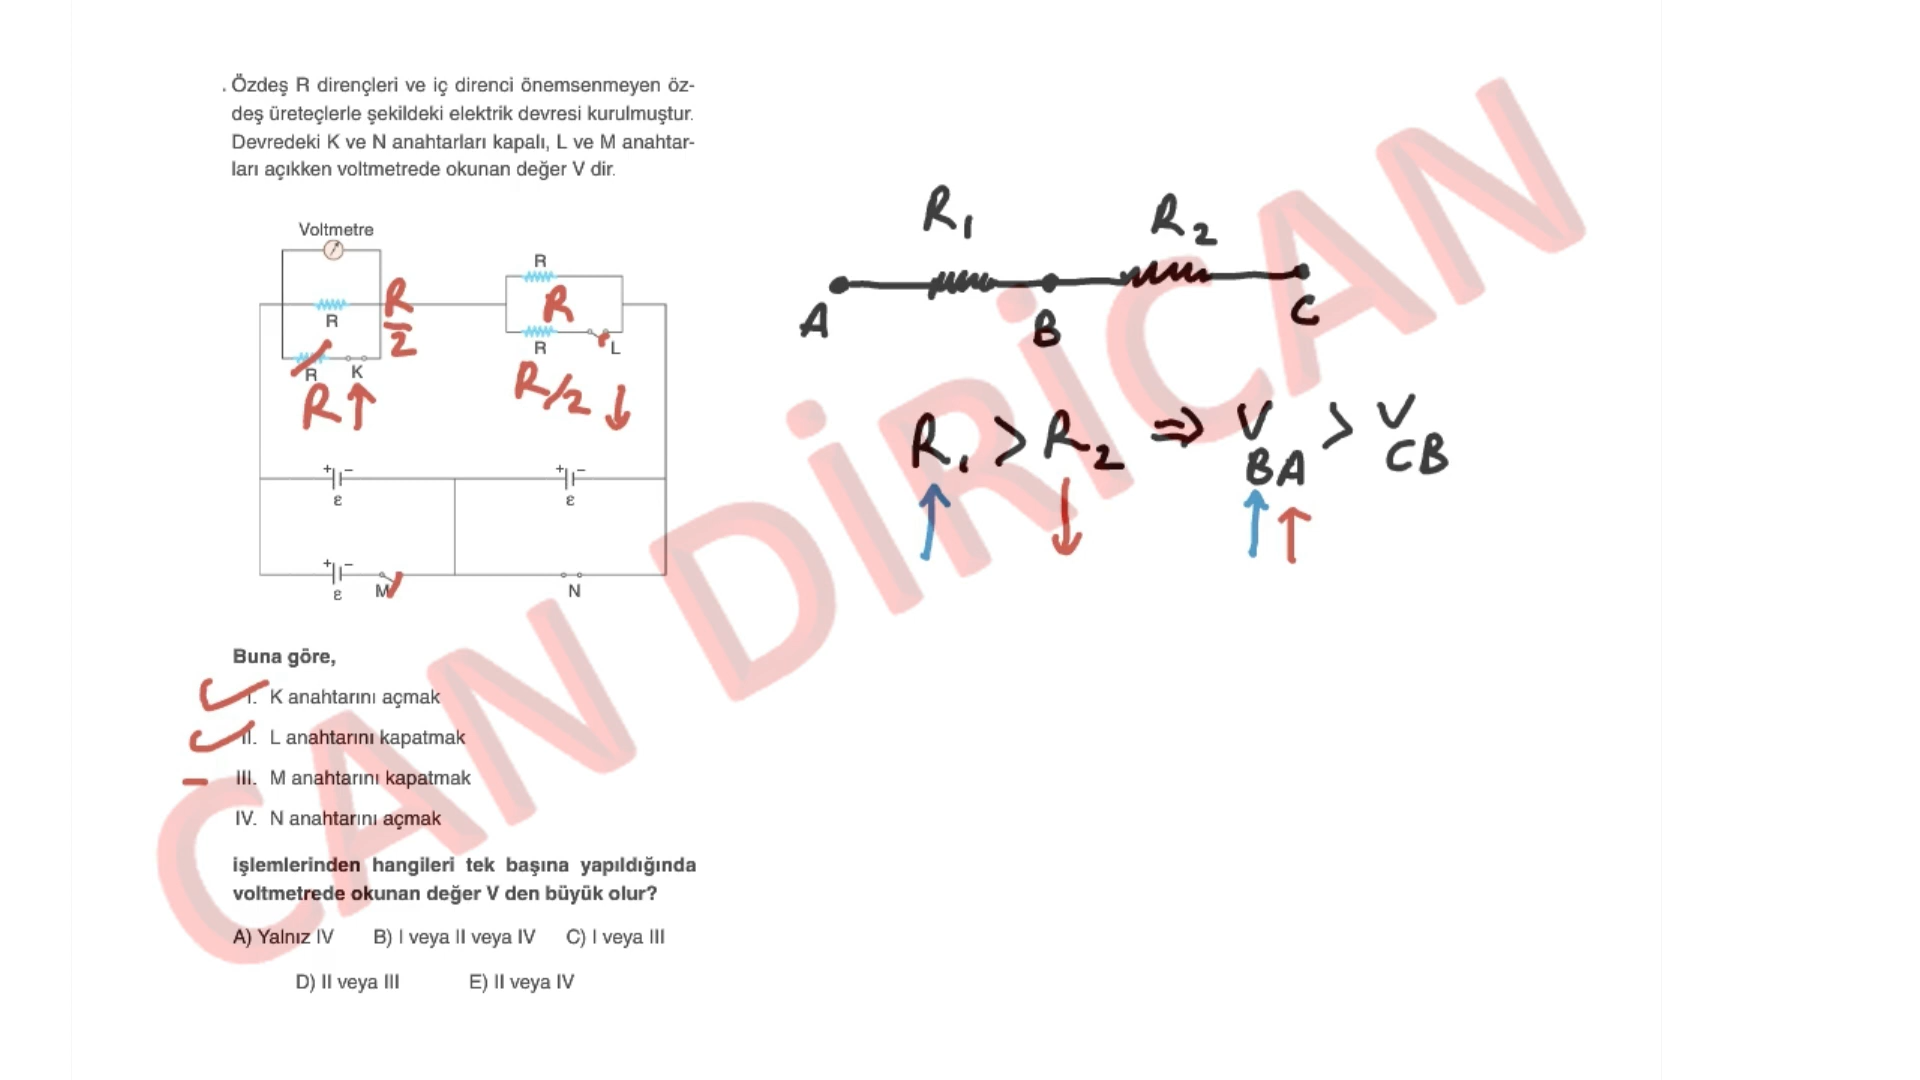 . Özdeş R dirençleri ve iç direnci önemsenmeyen öz-
deş üreteçlerle şekildeki elektrik devresi kurulmuştur.
Devredeki K ve N anahtarları kapalı, L ve M anahtar-
ları açıkken voltmetrede okunan değer V dir.
Voltmetre
R
R
R
K
R/2
R↑
R
R
R
L
R/2 ↓
+ -
ε
+ -
ε
+ -
ε
M
N
R1
R2
A
B
C
R1 > R2 ⇒ V BA > V CB
↑ ↓ ↑ ↑
Buna göre,
I. K anahtarını açmak
II. L anahtarını kapatmak
III. M anahtarını kapatmak
IV. N anahtarını açmak
işlemlerinden hangileri tek başına yapıldığında
voltmetrede okunan değer V den büyük olur?
A) Yalnız IV B) I veya II veya IV C) I veya III
D) II veya III E) II veya IV
CAN DİRİCAN